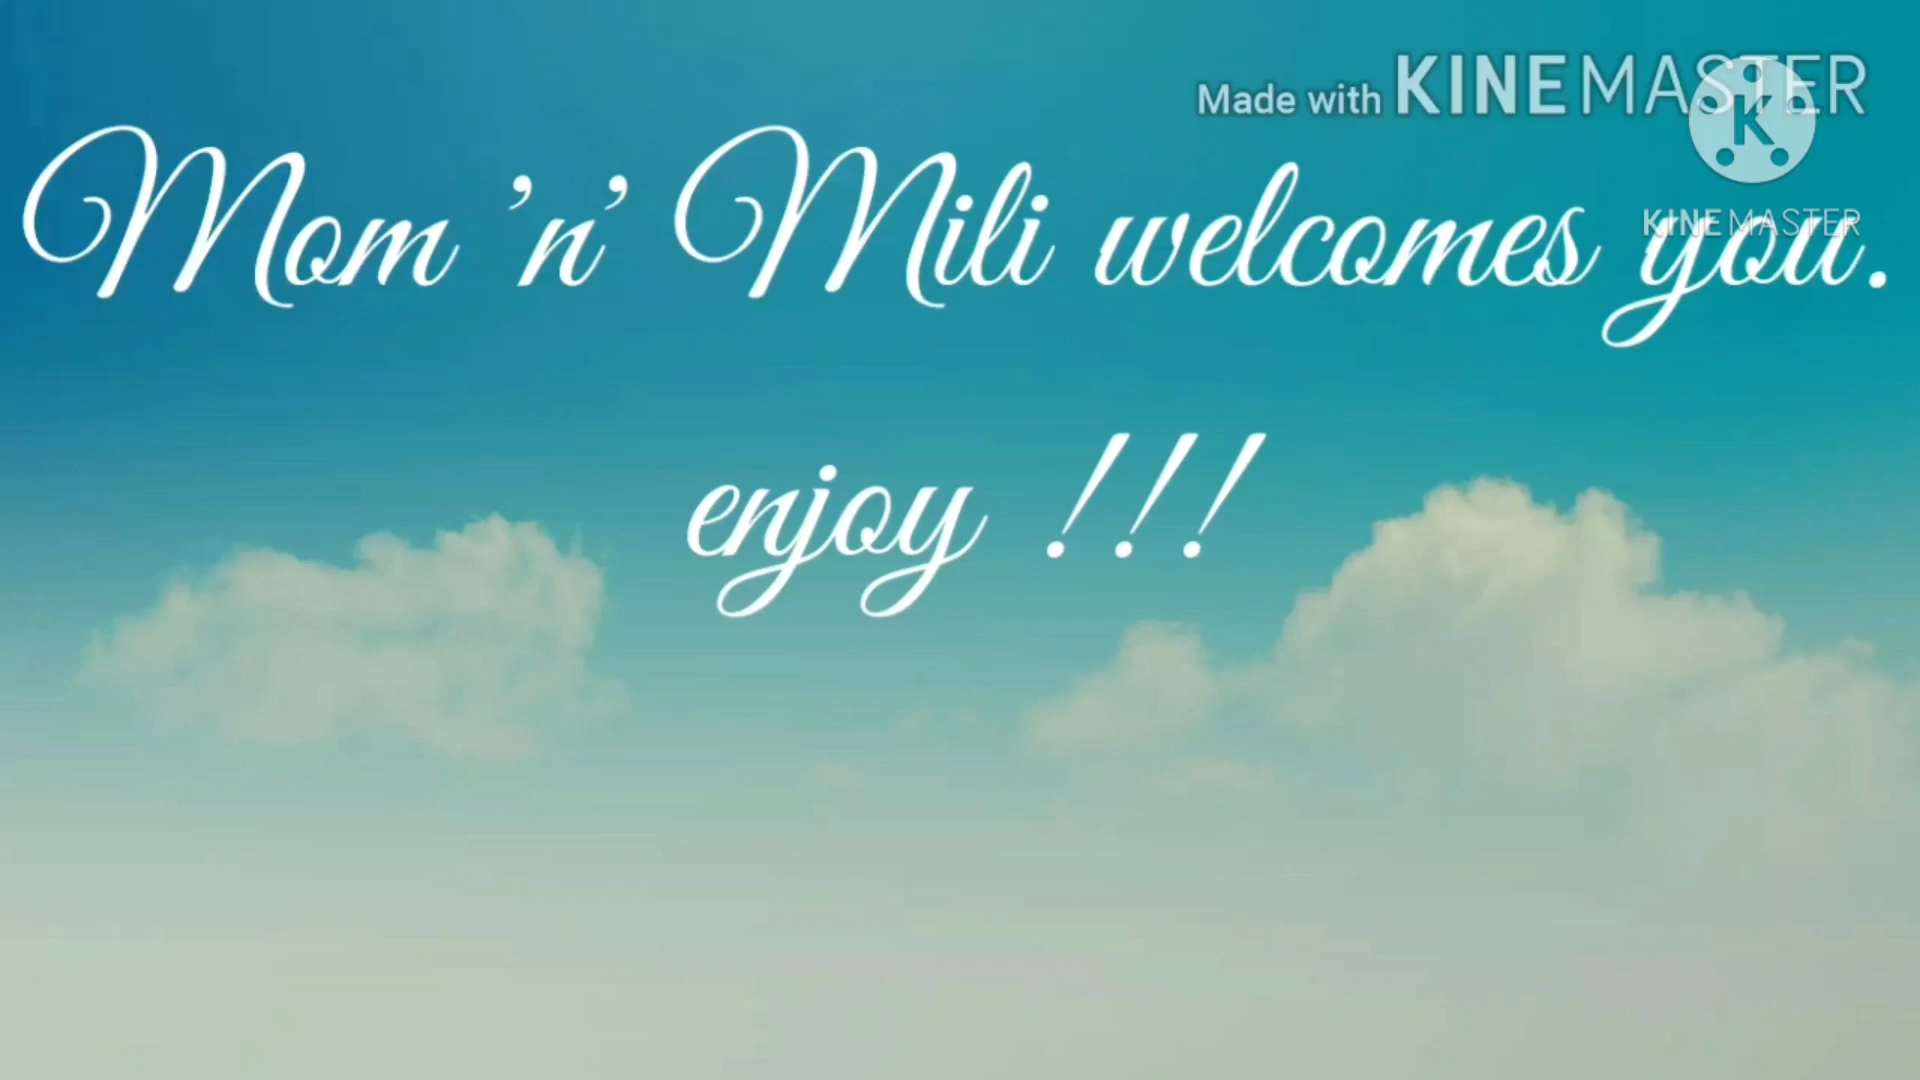 Made with KINEMASTER
K
KINEMASTER
Mom 'n' Mili welcomes you.
enjoy !!!